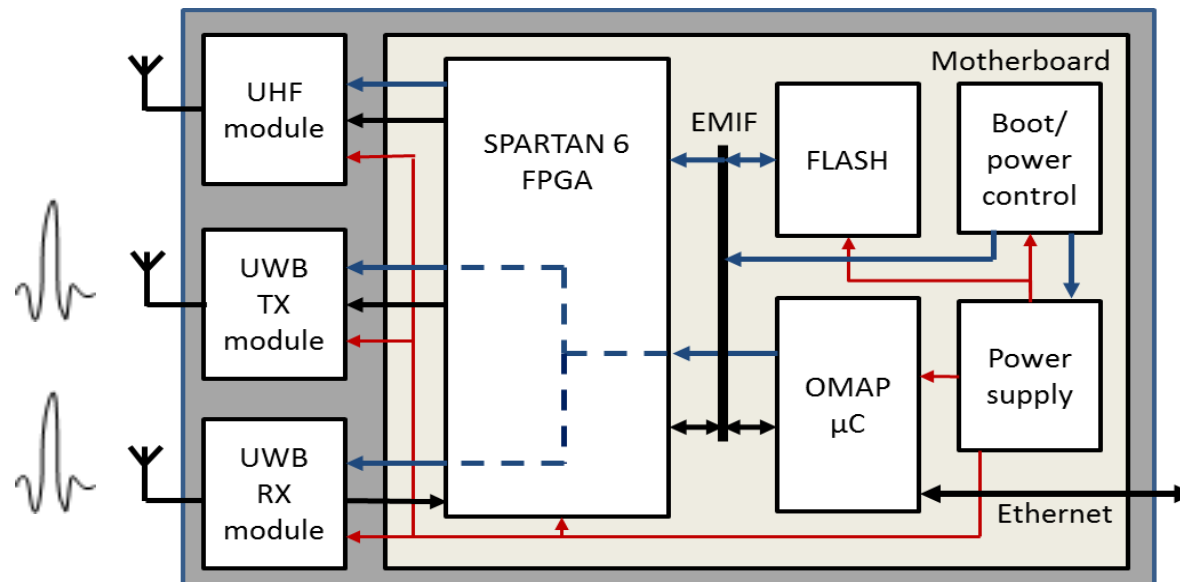 UHF
module
UWB
TX
module
UWB
RX
module
SPARTAN 6
FPGA
EMIF
FLASH
Motherboard
Boot/
power
control
OMAP
µC
Power
supply
Ethernet